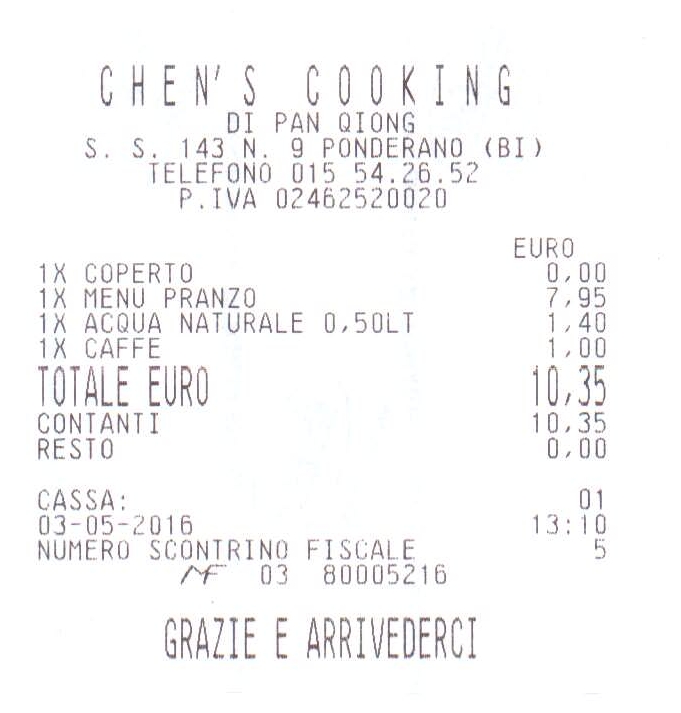 CHEN'S COOKING
DI PAN QIONG
S. S. 143 N. 9 PONDERANO (BI)
TELEFONO 015 54.26.52
P.IVA 02462520020
EURO
1X COPERTO 0,00
1X MENU PRANZO 7,95
1X ACQUA NATURALE 0,50LT 1,40
1X CAFFE 1,00
TOTALE EURO 10,35
CONTANTI 10,35
RESTO 0,00
CASSA: 01
03-05-2016 13:10
NUMERO SCONTRINO FISCALE 5
MF 03 80005216
GRAZIE E ARRIVEDERCI